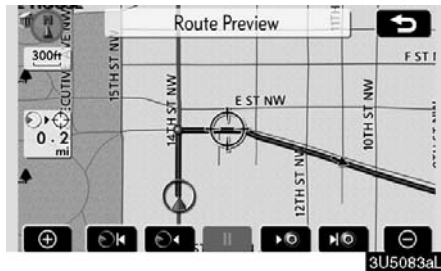 Route Preview
N
300ft
15TH ST NW
F ST
E ST NW
14TH ST NW
10TH ST NW
12TH ST NW
0.2
mi
3U5083aL